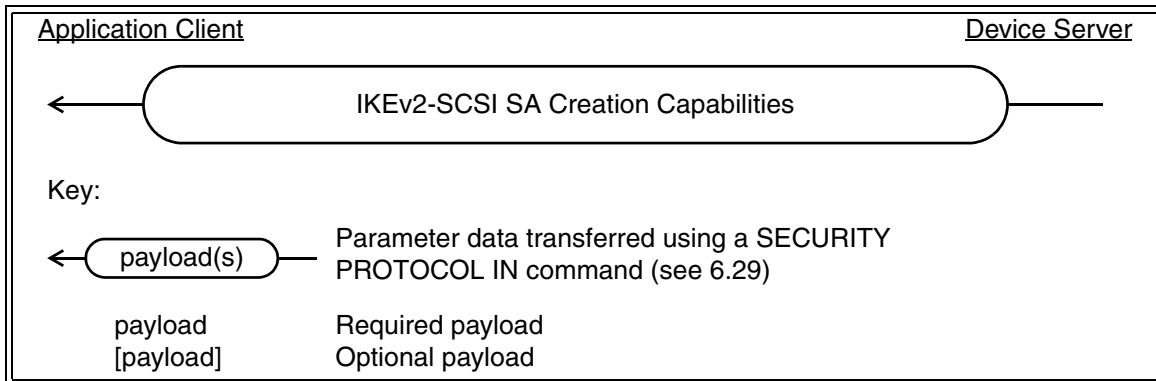 Application Client Device Server
IKEv2-SCSI SA Creation Capabilities
Key:
payload(s) Parameter data transferred using a SECURITY
PROTOCOL IN command (see 6.29)
payload Required payload
[payload] Optional payload